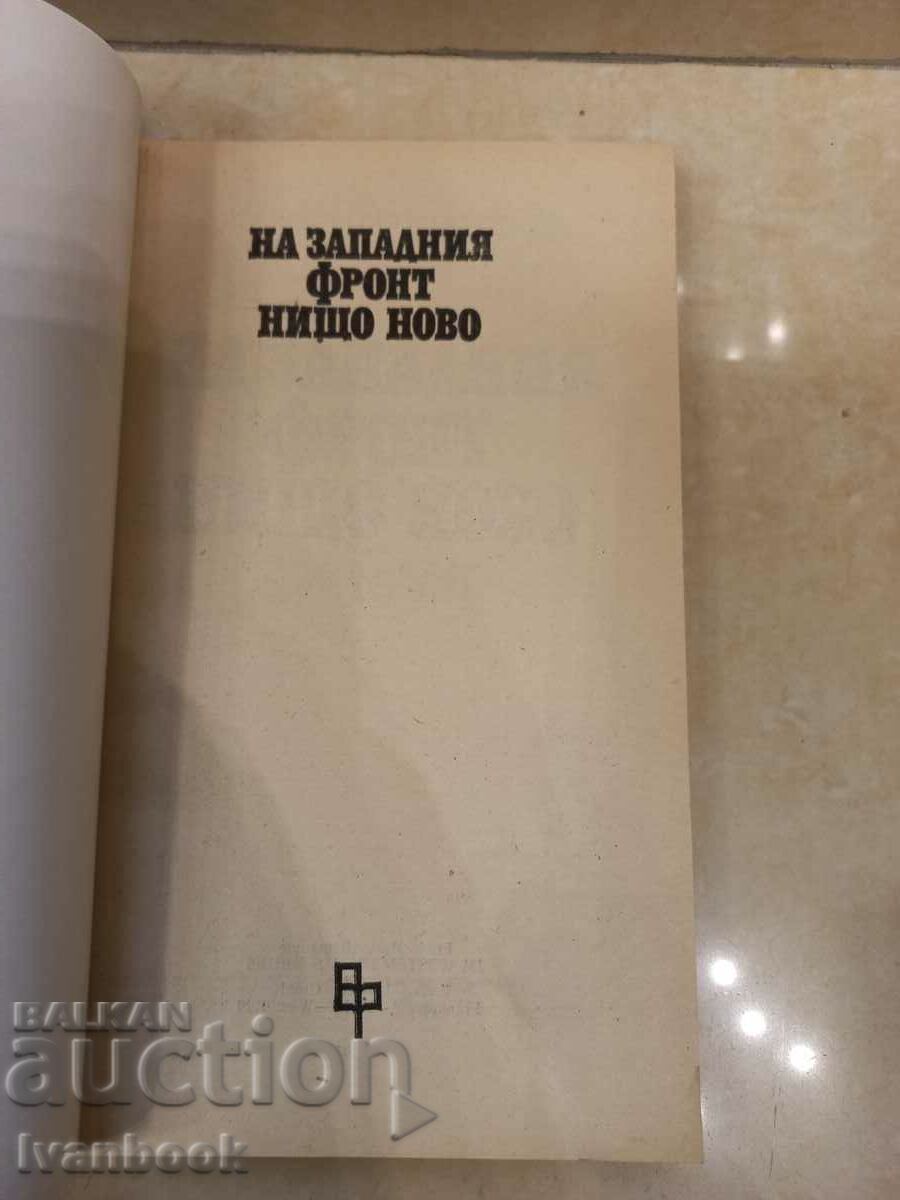 НА ЗАПАДНИЯ
ФРОНТ
НИЩО НОВО
BALKAN
auction
Ivanbook